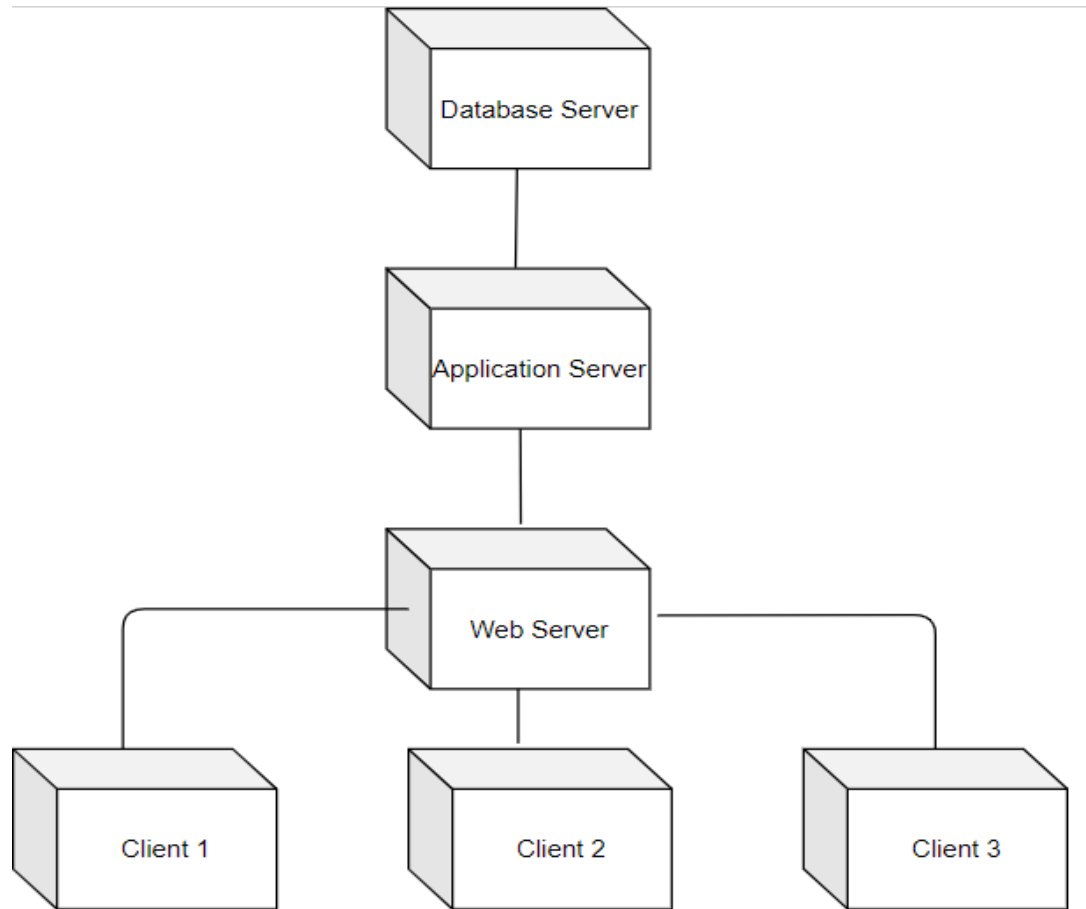 Database Server
Application Server
Web Server
Client 1
Client 2
Client 3